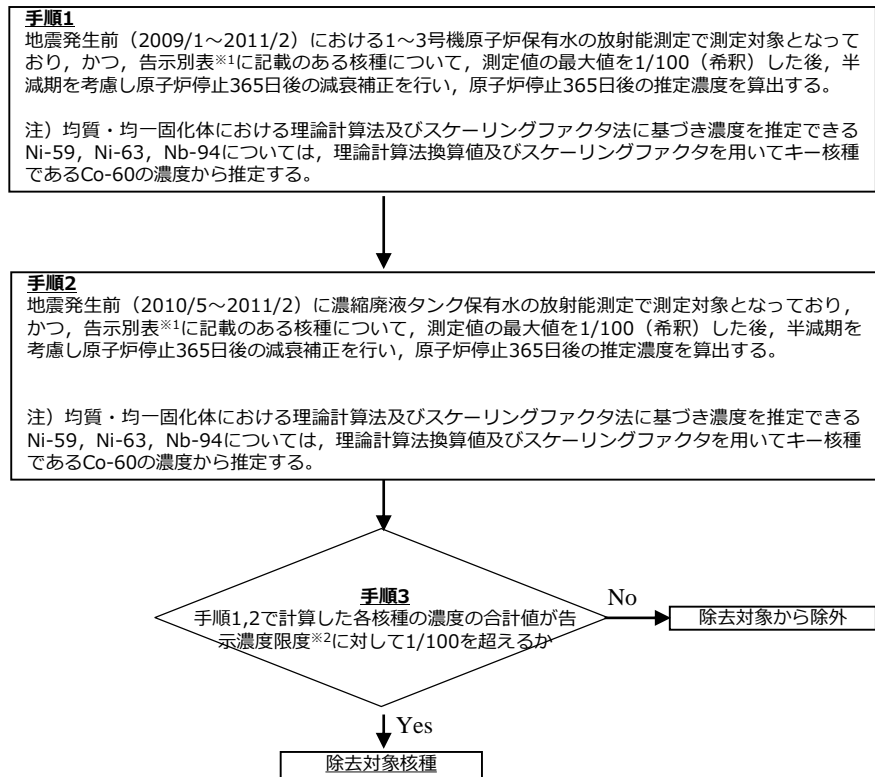 手順1
地震発生前（2009/1～2011/2）における1～3号機原子炉保有水の放射能測定で測定対象となって
おり，かつ，告示別表※1に記載のある核種について，測定値の最大値を1/100（希釈）した後，半
減期を考慮し原子炉停止365日後の減衰補正を行い，原子炉停止365日後の推定濃度を算出する。
注）均質・均一固化体における理論計算法及びスケーリングファクタ法に基づき濃度を推定できる
Ni-59，Ni-63，Nb-94については，理論計算法換算値及びスケーリングファクタを用いてキー核種
であるCo-60の濃度から推定する。
手順2
地震発生前（2010/5～2011/2）に濃縮廃液タンク保有水の放射能測定で測定対象となっており，
かつ，告示別表※1に記載のある核種について，測定値の最大値を1/100（希釈）した後，半減期を
考慮し原子炉停止365日後の減衰補正を行い，原子炉停止365日後の推定濃度を算出する。
注）均質・均一固化体における理論計算法及びスケーリングファクタ法に基づき濃度を推定できる
Ni-59，Ni-63，Nb-94については，理論計算法換算値及びスケーリングファクタを用いてキー核種
であるCo-60の濃度から推定する。
手順3
手順1,2で計算した各核種の濃度の合計値が告
示濃度限度※2に対して1/100を超えるか
No
除去対象から除外
Yes
除去対象核種